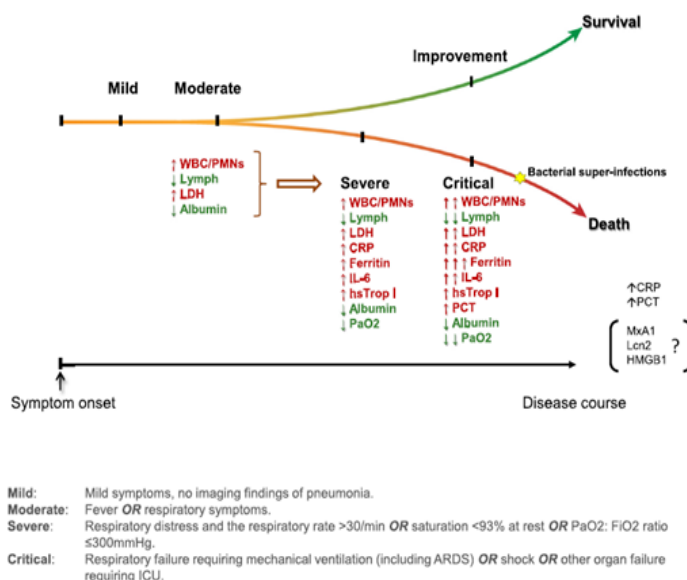 Survival
Improvement
Mild
Moderate
↑ WBC/PMNs
↓ Lymph
↑ LDH
↓ Albumin
Bacterial super-infections
Severe
↑ WBC/PMNs
↓ Lymph
↑ LDH
↑ CRP
↑ Ferritin
↑ IL-6
↑ hsTrop I
↓ Albumin
↓ PaO2
Critical
↑ ↑ WBC/PMNs
↓ ↓ Lymph
↑ ↑ LDH
↑ ↑ CRP
↑ ↑ ↑ Ferritin
↑ ↑ IL-6
↑ hsTrop I
↑ PCT
↓ Albumin
↓ ↓ PaO2
Death
↑CRP
↑PCT
MxA1
Lcn2 ?
HMGB1
Symptom onset
Disease course
Mild: Mild symptoms, no imaging findings of pneumonia.
Moderate: Fever OR respiratory symptoms.
Severe: Respiratory distress and the respiratory rate >30/min OR saturation <93% at rest OR PaO2: FiO2 ratio
≤300mmHg.
Critical: Respiratory failure requiring mechanical ventilation (including ARDS) OR shock OR other organ failure
requiring ICU.